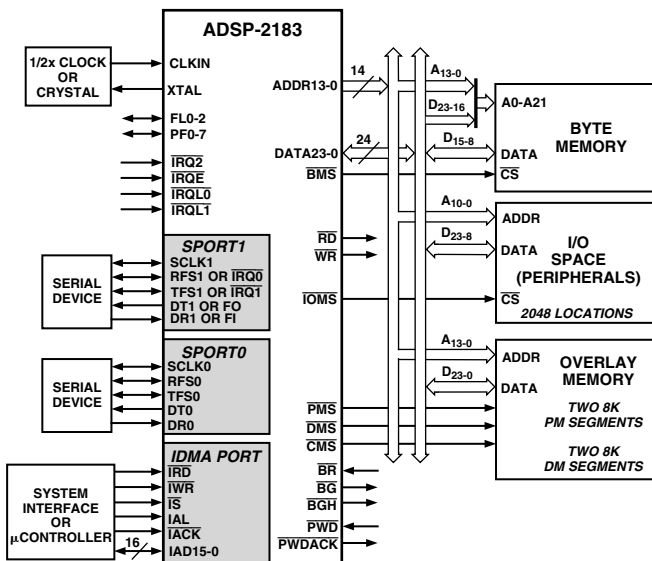 ADSP-2183
1/2x CLOCK
OR
CRYSTAL
CLKIN
XTAL
FL0-2
PF0-7
IRQ2
IRQE
IRQL0
IRQL1
SPORT1
SCLK1
RFS1 OR IRQ0
TFS1 OR IRQ1
DT1 OR FO
DR1 OR FI
SERIAL
DEVICE
SPORT0
SCLK0
RFS0
TFS0
DT0
DR0
SERIAL
DEVICE
IDMA PORT
IRD
IWR
IS
IAL
IACK
IAD15-0
16
SYSTEM
INTERFACE
OR
µCONTROLLER
ADDR13-0
14
DATA23-0
24
BMS
RD
WR
IOMS
PMS
DMS
CMS
BR
BG
BGH
PWD
PWDACK
A13-0
D23-16
D15-8
A0-A21
BYTE
MEMORY
DATA
CS
A10-0
D23-8
ADDR
DATA
I/O
SPACE
(PERIPHERALS)
CS
2048 LOCATIONS
A13-0
D23-0
ADDR
DATA
OVERLAY
MEMORY
TWO 8K
PM SEGMENTS
TWO 8K
DM SEGMENTS